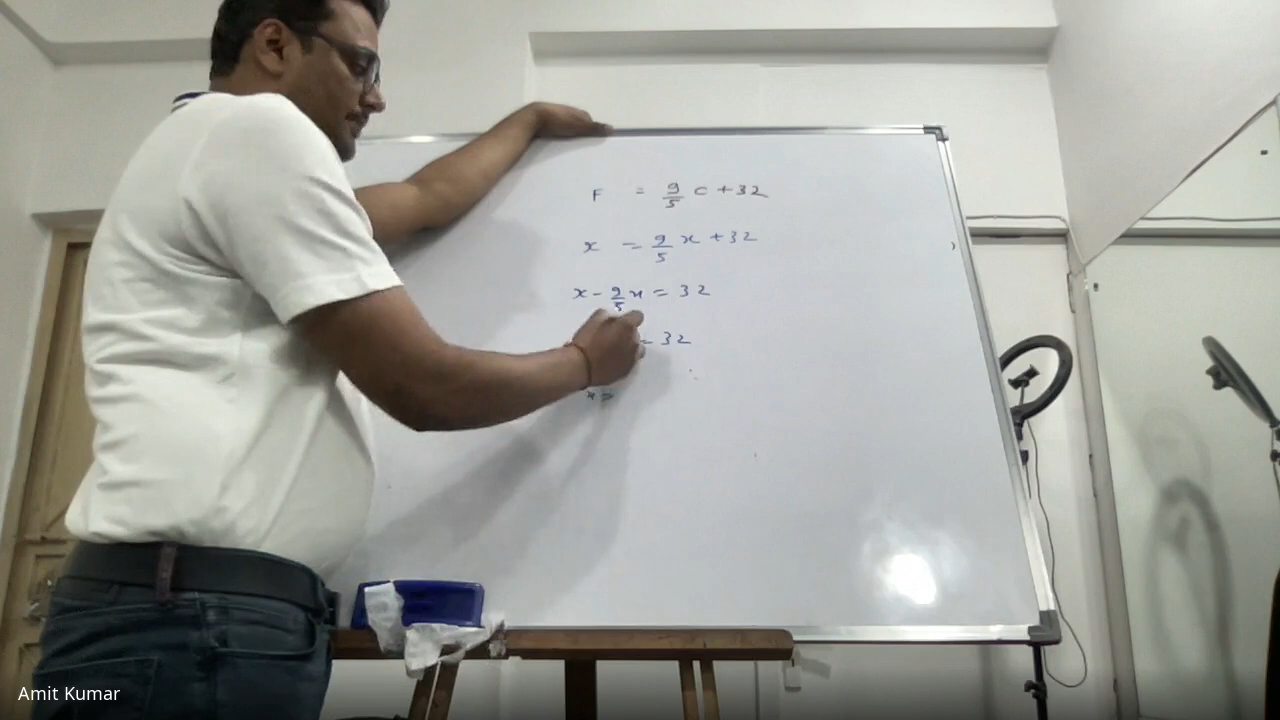 F = 9/5 C + 32
x = 9/5 x + 32
x - 9/5 x = 32
= 32
x =
Amit Kumar